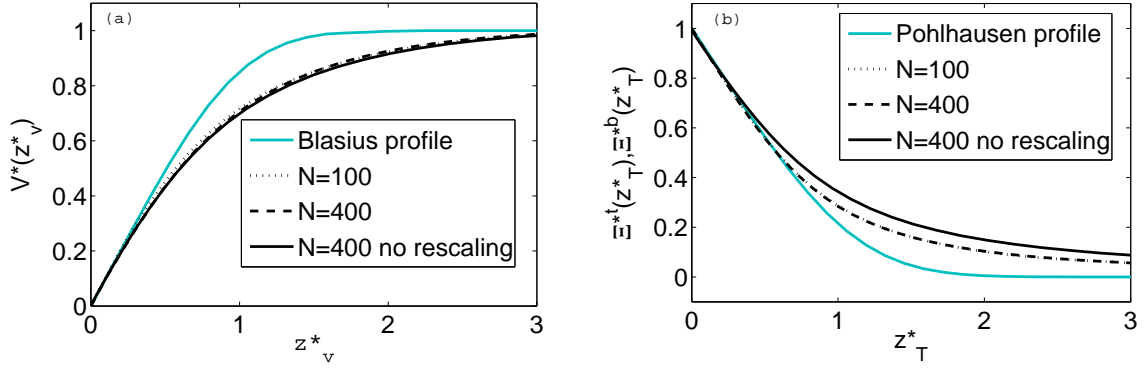 (a)
1
0.8
0.6
0.4
0.2
0
V*(z*v)
Blasius profile
N=100
N=400
N=400 no rescaling
0 1 2 3
z*v
(b)
1
0.8
0.6
0.4
0.2
0
Ξ*t(z*T),Ξ*b(z*T)
Pohlhausen profile
N=100
N=400
N=400 no rescaling
0 1 2 3
z*T